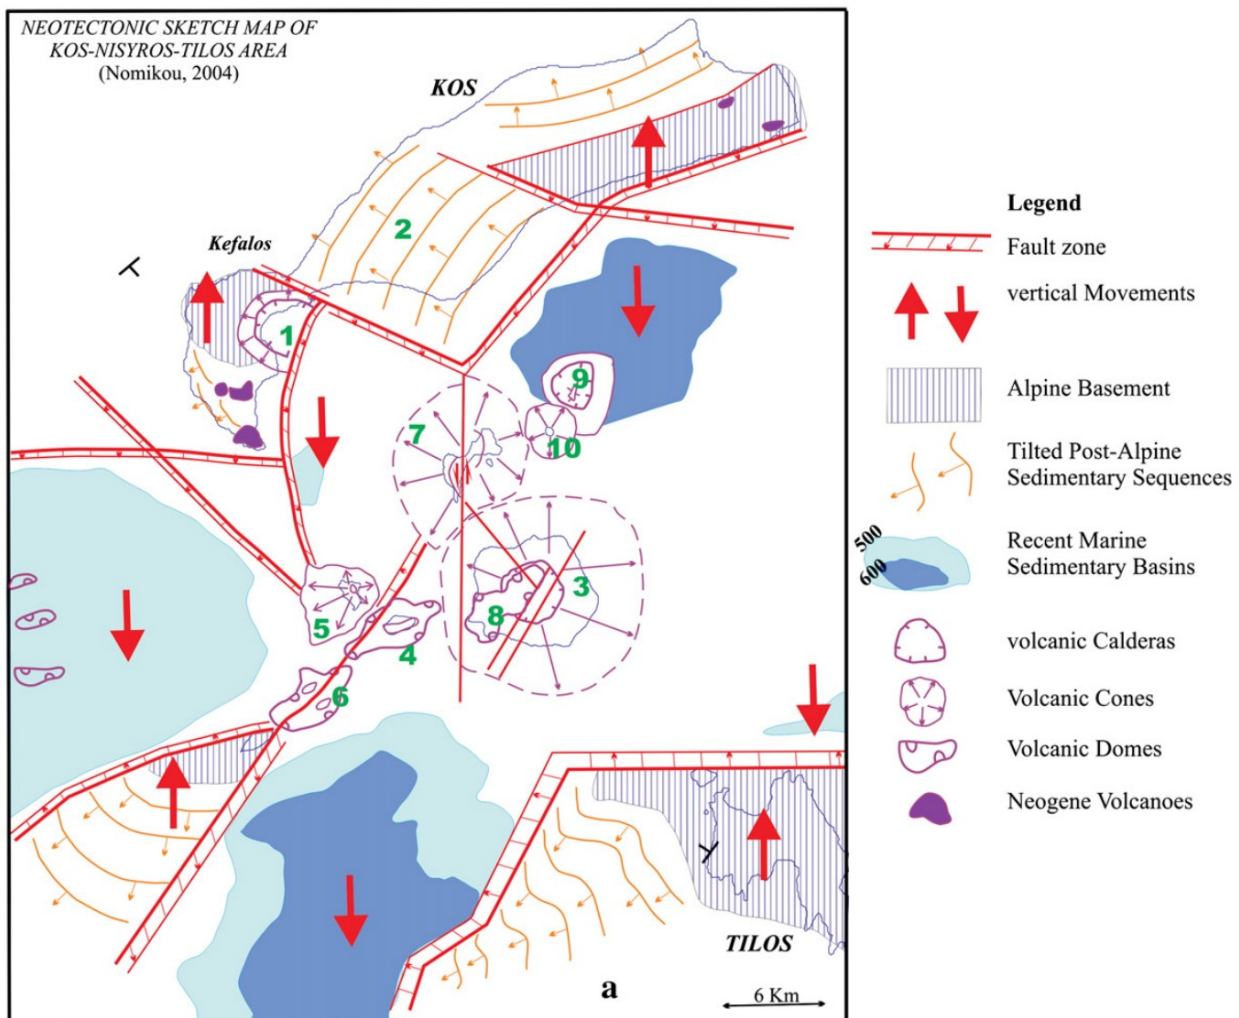 NEOTECTONIC SKETCH MAP OF
KOS-NISYROS-TILOS AREA
(Nomikou, 2004)
KOS
2
Kefalos
1
9
7
10
3
8
5
4
6
TILOS
a
6 Km
Legend
Fault zone
vertical Movements
Alpine Basement
Tilted Post-Alpine
Sedimentary Sequences
500
600
Recent Marine
Sedimentary Basins
volcanic Calderas
Volcanic Cones
Volcanic Domes
Neogene Volcanoes